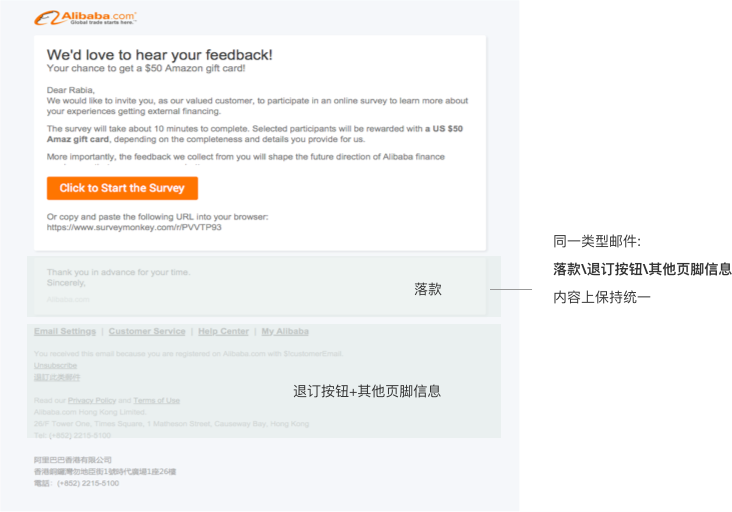 Alibaba.com
Global trade starts here.
We'd love to hear your feedback!
Your chance to get a $50 Amazon gift card!
Dear Rabia,
We would like to invite you, as our valued customer, to participate in an online survey to learn more about
your experiences getting external financing.
The survey will take about 10 minutes to complete. Selected participants will be rewarded with a US $50
Amaz gift card, depending on the completeness and details you provide for us.
More importantly, the feedback we collect from you will shape the future direction of Alibaba finance
Click to Start the Survey
Or copy and paste the following URL into your browser:
https://www.surveymonkey.com/r/PVVTP93
Thank you in advance for your time.
Sincerely,
Alibaba.com
落款
同一类型邮件:
落款\退订按钮\其他页脚信息
内容上保持统一
Email Settings | Customer Service | Help Center | My Alibaba
You received this email because you are registered on Alibaba.com with $!customerEmail.
Unsubscribe
退訂此類郵件
退订按钮+其他页脚信息
Read our Privacy Policy and Terms of Use
Alibaba.com Hong Kong Limited.
26/F Tower One, Times Square, 1 Matheson Street, Causeway Bay, Hong Kong
Tel: (+852) 2215-5100
阿里巴巴香港有限公司
香港銅鑼灣勿地臣街1號時代廣場1座26樓
電話: (+852) 2215-5100